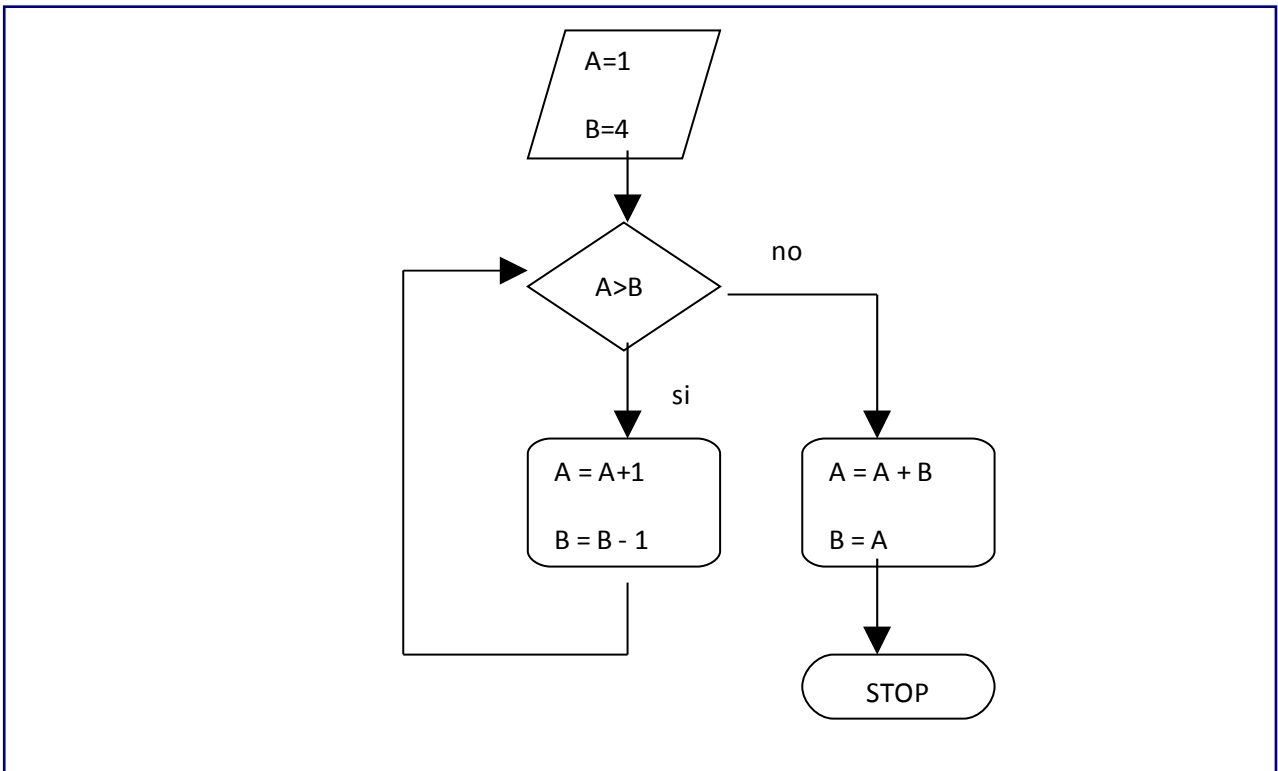 A=1
B=4
A>B
no
si
A = A+1
B = B - 1
A = A + B
B = A
STOP